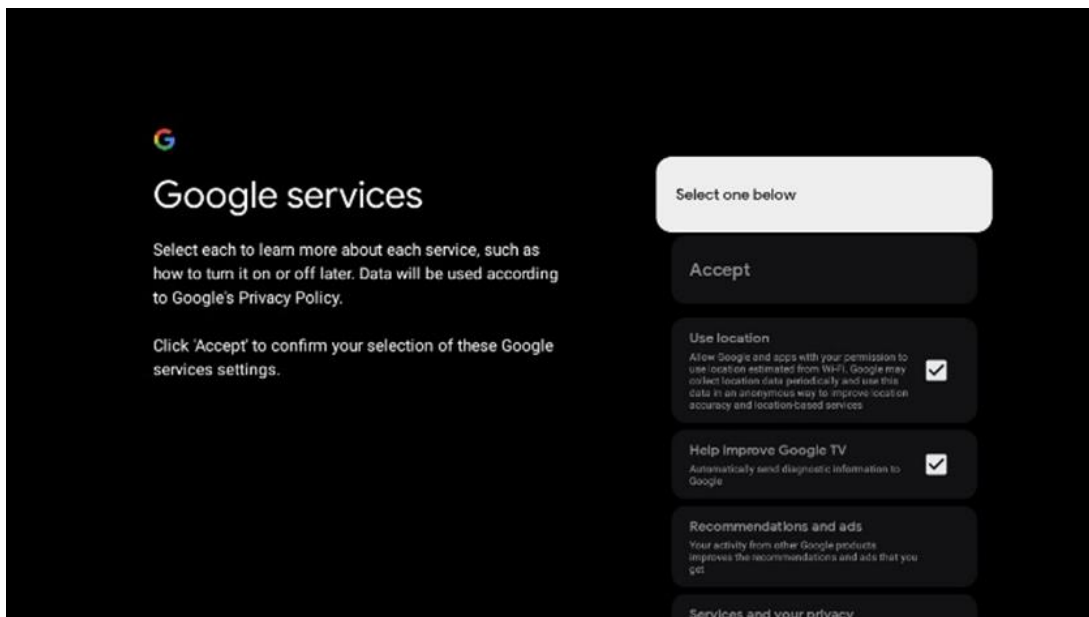 Google services
Select each to learn more about each service, such as
how to turn it on or off later. Data will be used according
to Google's Privacy Policy.
Click 'Accept' to confirm your selection of these Google
services settings.
Select one below
Accept
Use location
Allow Google and apps with your permission to
use location estimated from Wi-Fi. Google may
collect location data periodically and use this
data in an anonymous way to improve location
accuracy and location-based services
Help improve Google TV
Automatically send diagnostic information to
Google
Recommendations and ads
Your activity from other Google products
improves the recommendations and ads that you
get
Services and your privacy